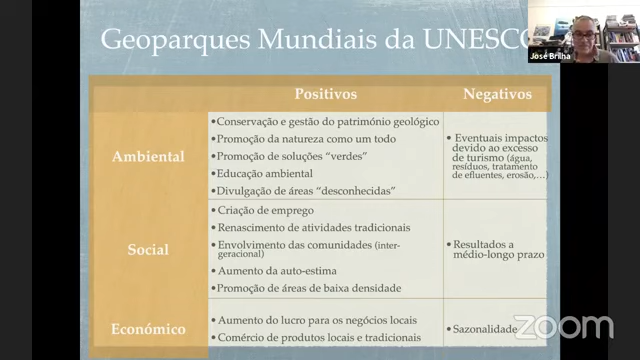 Geoparques Mundiais da UNESCO
José Brilha
Positivos
Negativos
Ambiental
•Conservação e gestão do património geológico
•Promoção da natureza como um todo
•Promoção de soluções “verdes”
•Educação ambiental
•Divulgação de áreas “desconhecidas”
•Eventuais impactos
devido ao excesso
de turismo (água,
resíduos, tratamento
de efluentes, erosão,…)
Social
•Criação de emprego
•Renascimento de atividades tradicionais
•Envolvimento das comunidades (inter-
geracional)
•Aumento da auto-estima
•Promoção de áreas de baixa densidade
•Resultados a
médio-longo prazo
Económico
•Aumento do lucro para os negócios locais
•Comércio de produtos locais e tradicionais
•Sazonalidade
zoom